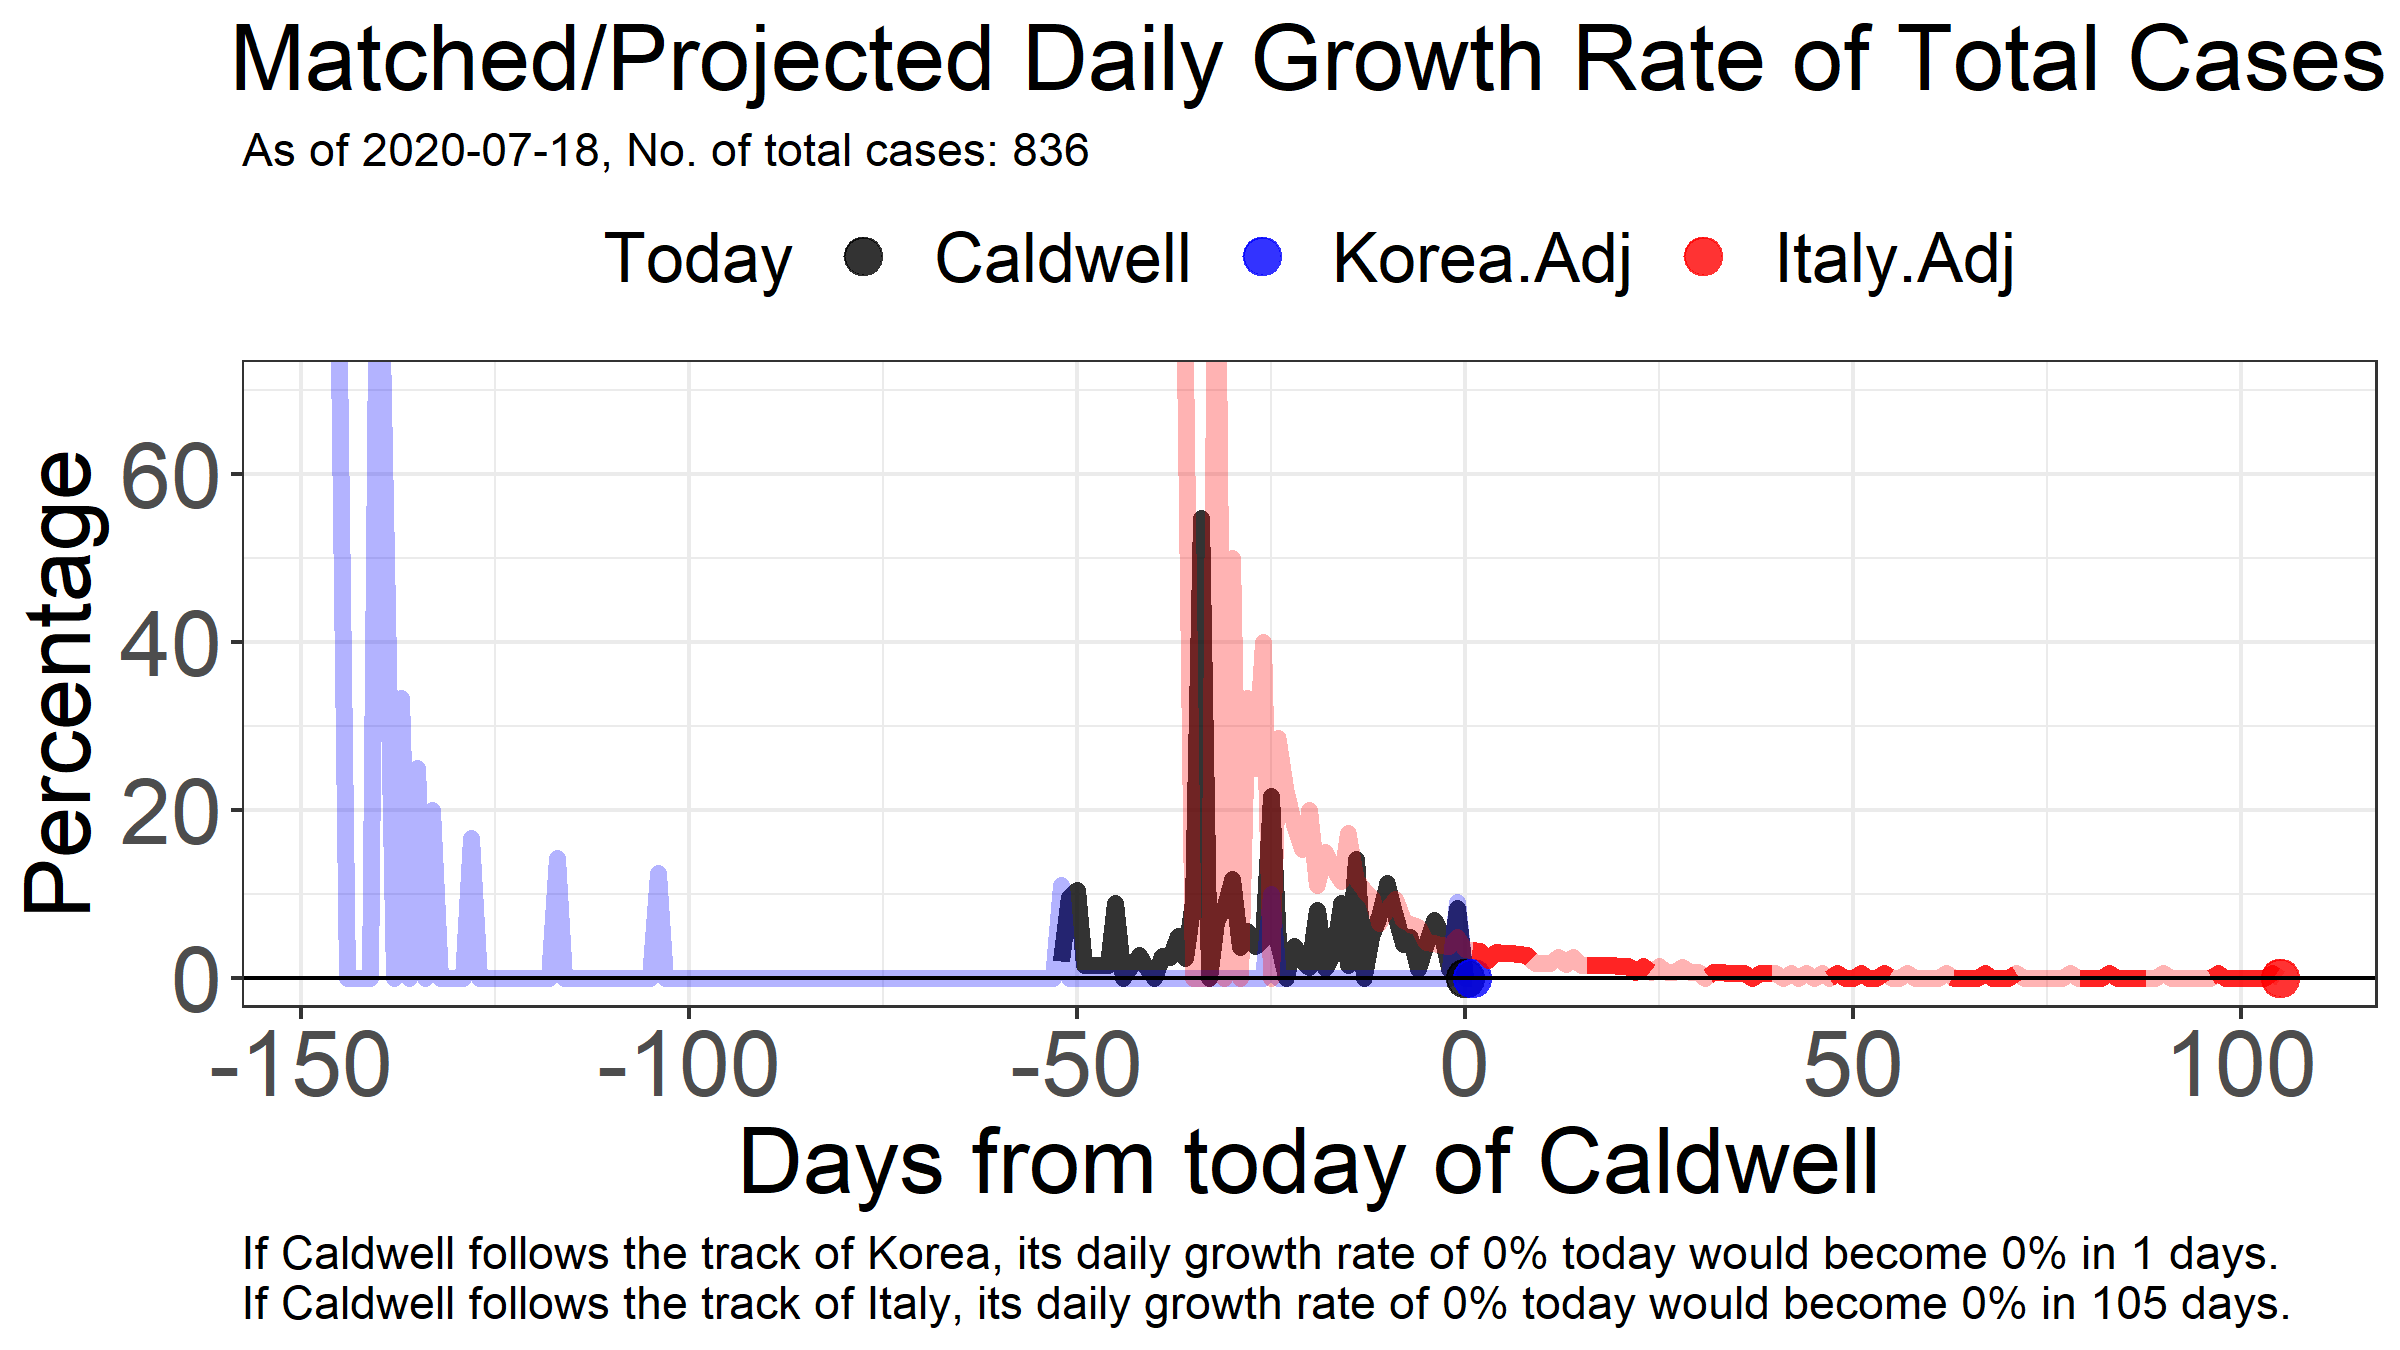 Matched/Projected Daily Growth Rate of Total Cases
As of 2020-07-18, No. of total cases: 836
Today Caldwell Korea.Adj Italy.Adj
Percentage
60
40
20
0
-150 -100 -50 0 50 100
Days from today of Caldwell
If Caldwell follows the track of Korea, its daily growth rate of 0% today would become 0% in 1 days.
If Caldwell follows the track of Italy, its daily growth rate of 0% today would become 0% in 105 days.